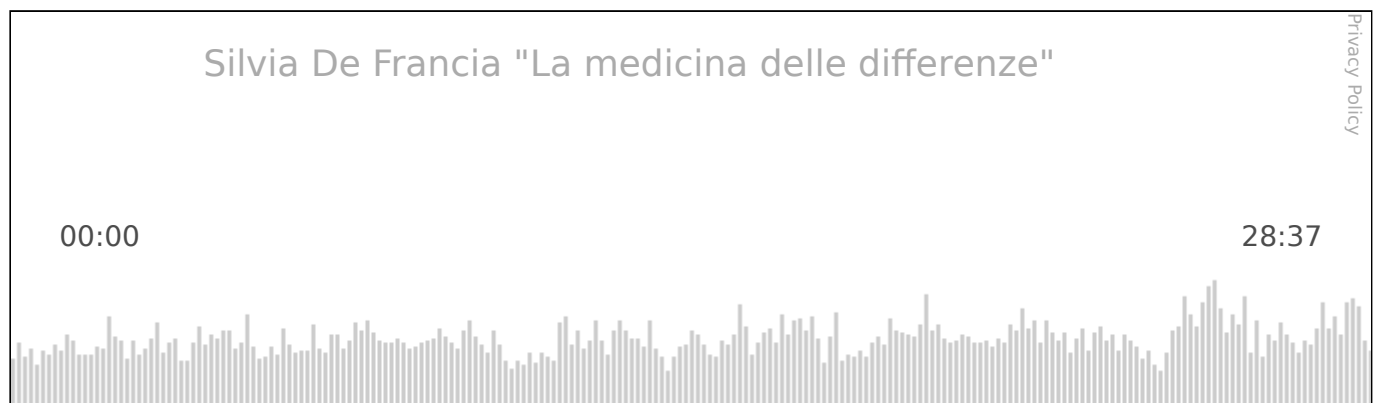 Silvia De Francia "La medicina delle differenze"
Privacy Policy
00:00
28:37